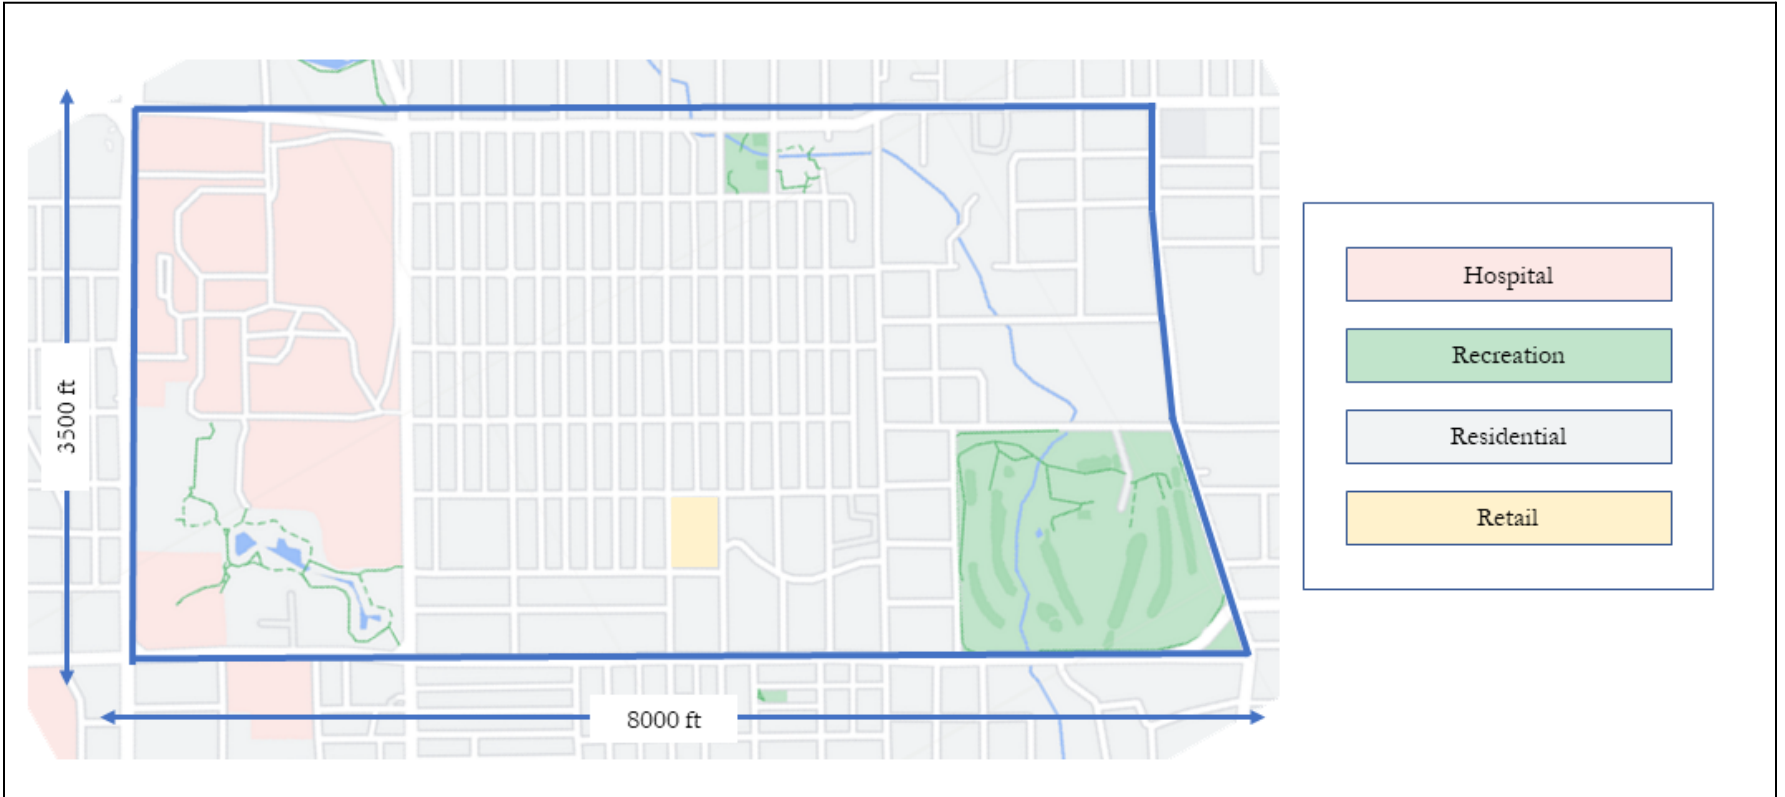 3500 ft
8000 ft
Hospital
Recreation
Residential
Retail